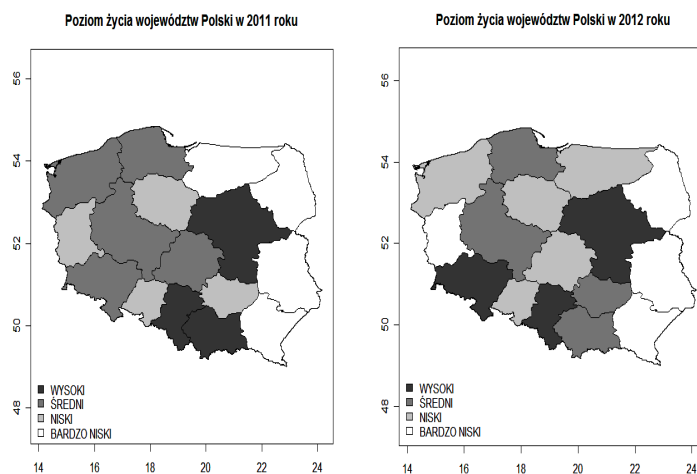 Poziom życia województw Polski w 2011 roku
56
54
52
50
48
WYSOKI
ŚREDNI
NISKI
BARDZO NISKI
14 16 18 20 22 24
Poziom życia województw Polski w 2012 roku
56
54
52
50
48
WYSOKI
ŚREDNI
NISKI
BARDZO NISKI
14 16 18 20 22 24